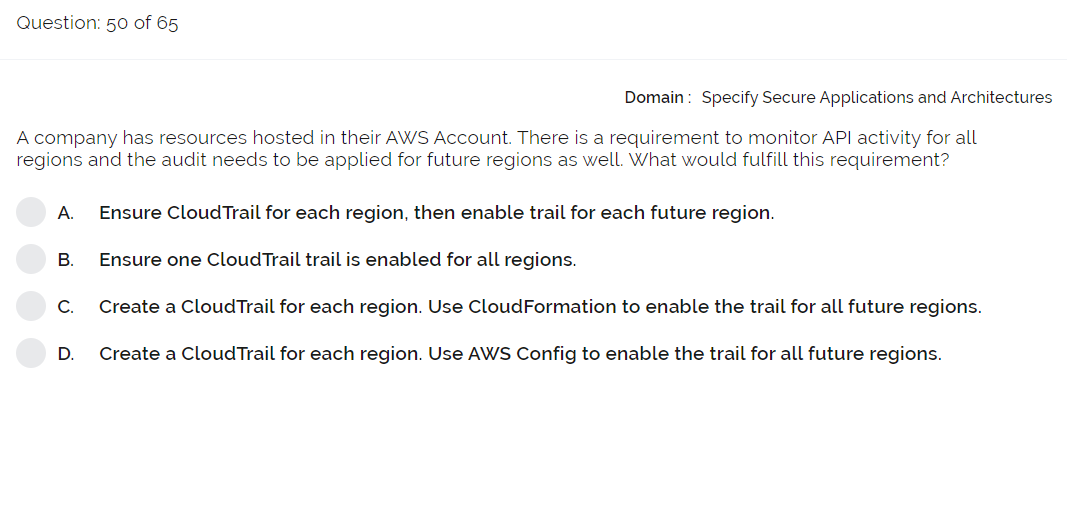 Question: 50 of 65
Domain : Specify Secure Applications and Architectures
A company has resources hosted in their AWS Account. There is a requirement to monitor API activity for all
regions and the audit needs to be applied for future regions as well. What would fulfill this requirement?
A. Ensure CloudTrail for each region, then enable trail for each future region.
B. Ensure one CloudTrail trail is enabled for all regions.
C. Create a CloudTrail for each region. Use CloudFormation to enable the trail for all future regions.
D. Create a CloudTrail for each region. Use AWS Config to enable the trail for all future regions.